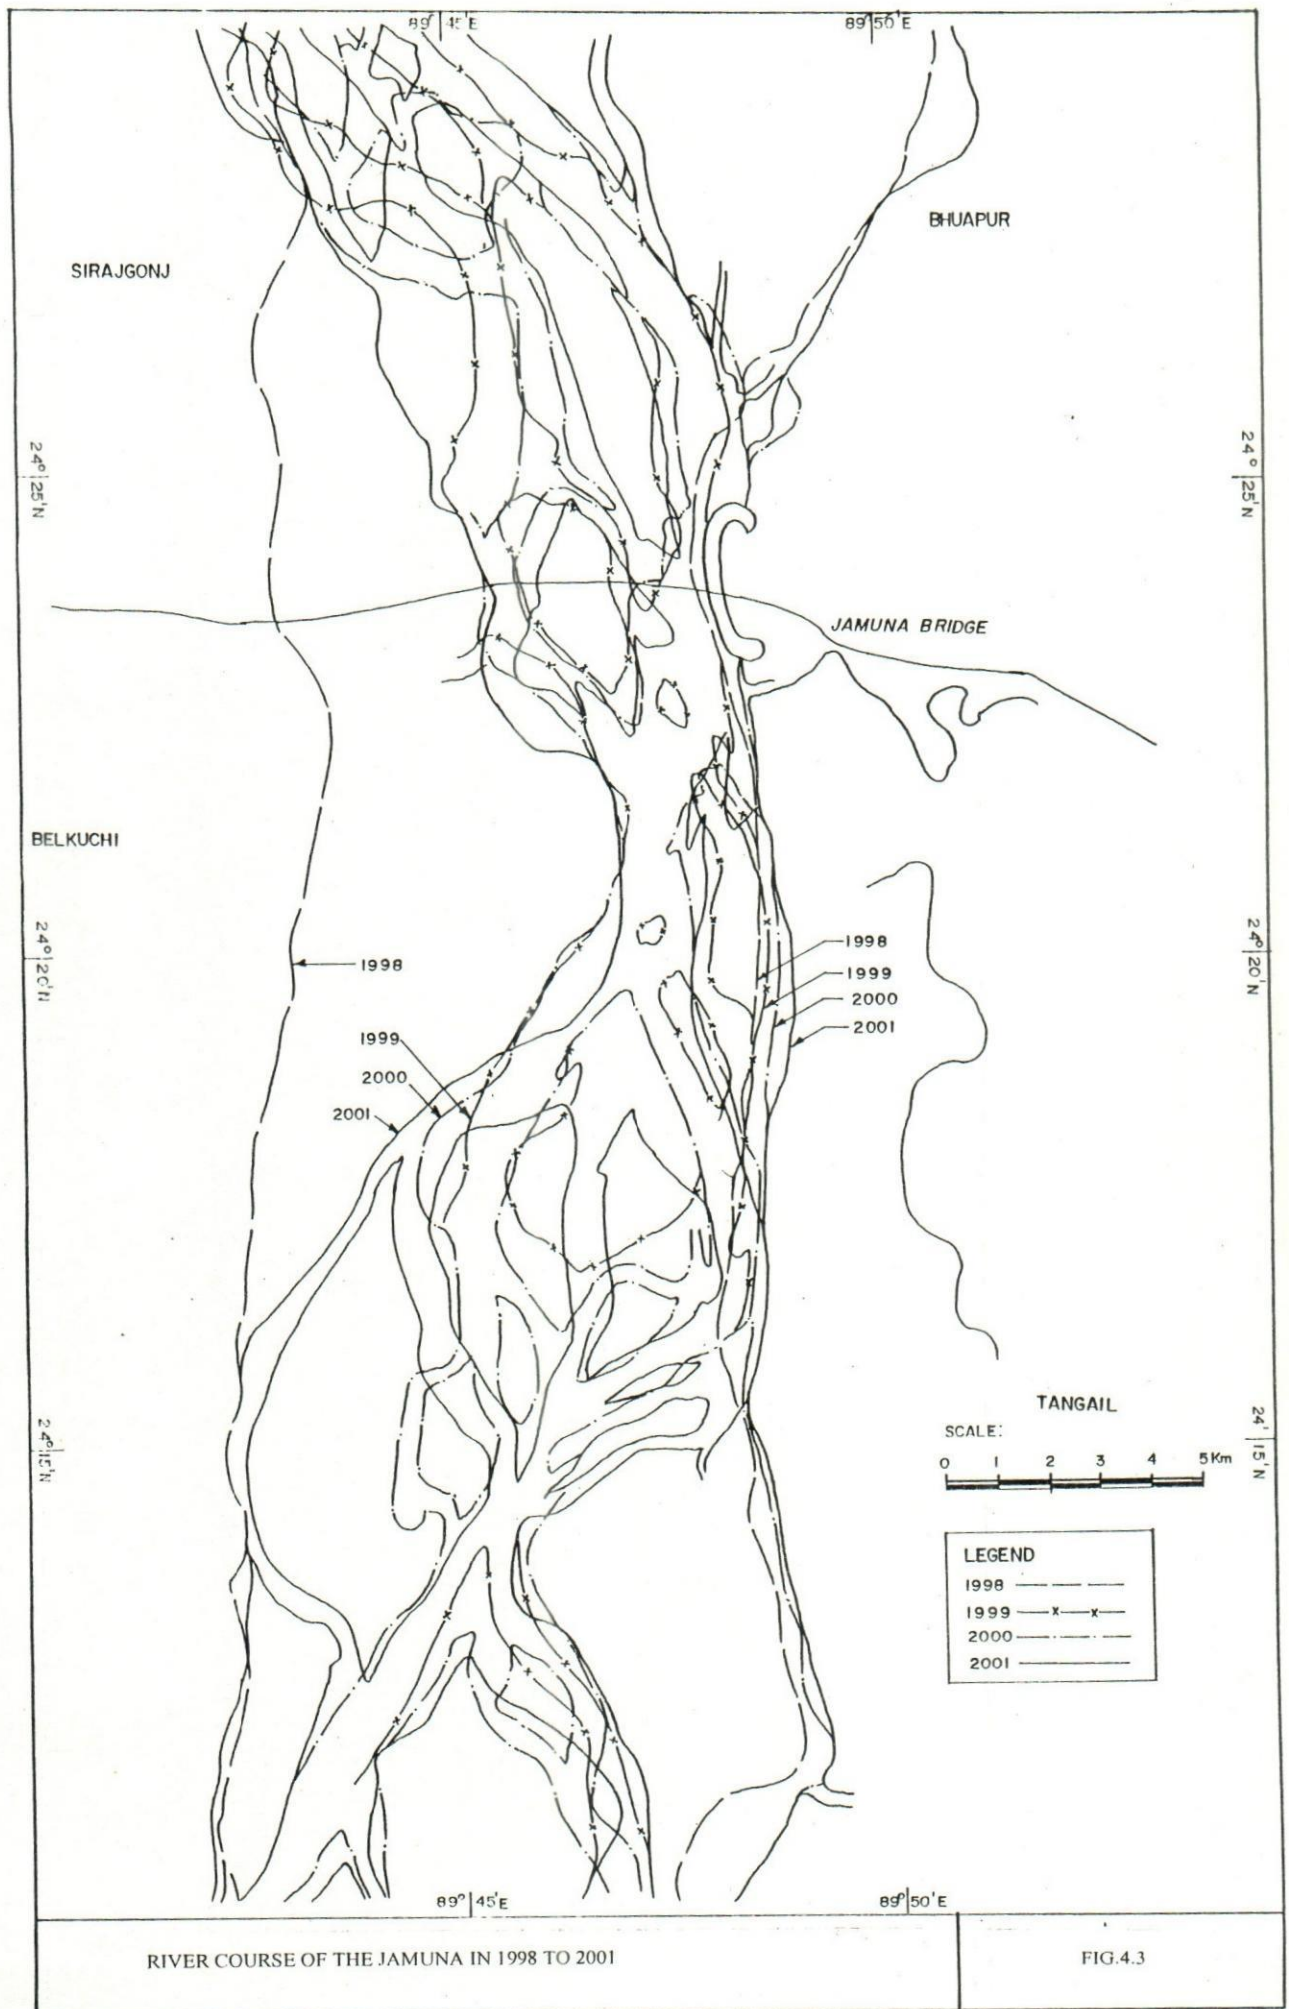 89° 45'E
89° 50'E
BHUAPUR
SIRAJGONJ
24° 25'N
24° 25'N
JAMUNA BRIDGE
BELKUCHI
24° 20'N
24° 20'N
1998
1998
1999
2000
2001
1999
2000
2001
TANGAIL
24° 15'N
24' 15'N
SCALE:
0 1 2 3 4 5 Km
LEGEND
1998
1999
2000
2001
89° 45'E
89° 50'E
RIVER COURSE OF THE JAMUNA IN 1998 TO 2001
FIG.4.3